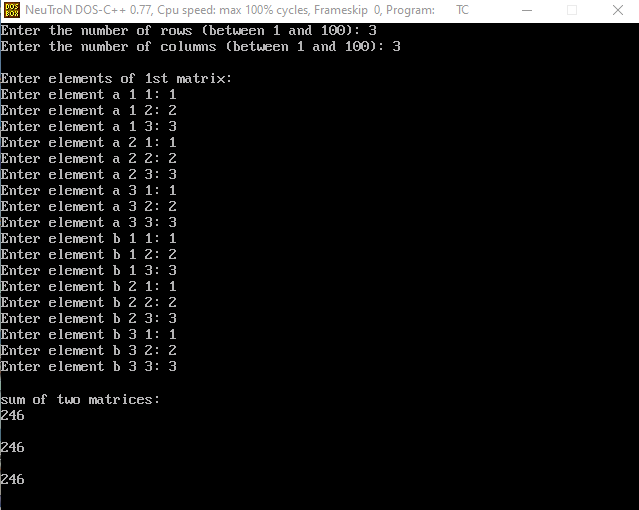 DOS BOX NeuTroN DOS-C++ 0.77, Cpu speed: max 100% cycles, Frameskip 0, Program: TC
Enter the number of rows (between 1 and 100): 3
Enter the number of columns (between 1 and 100): 3
Enter elements of 1st matrix:
Enter element a 1 1: 1
Enter element a 1 2: 2
Enter element a 1 3: 3
Enter element a 2 1: 1
Enter element a 2 2: 2
Enter element a 2 3: 3
Enter element a 3 1: 1
Enter element a 3 2: 2
Enter element a 3 3: 3
Enter element b 1 1: 1
Enter element b 1 2: 2
Enter element b 1 3: 3
Enter element b 2 1: 1
Enter element b 2 2: 2
Enter element b 2 3: 3
Enter element b 3 1: 1
Enter element b 3 2: 2
Enter element b 3 3: 3
sum of two matrices:
246
246
246